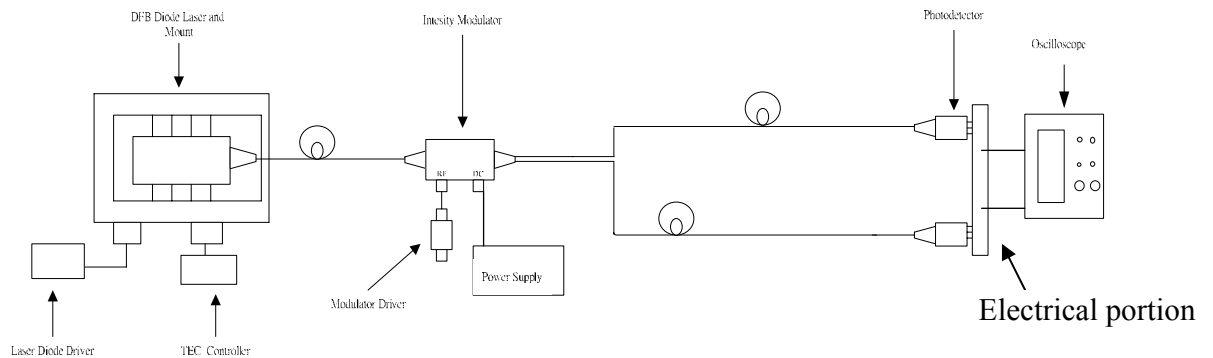 DFB Diode Laser and
Mount
Intesity Modulator
Photodetector
Oscilloscope
RF
DC
Power Supply
Modulator Driver
Electrical portion
Laser Diode Driver
TEC Controller